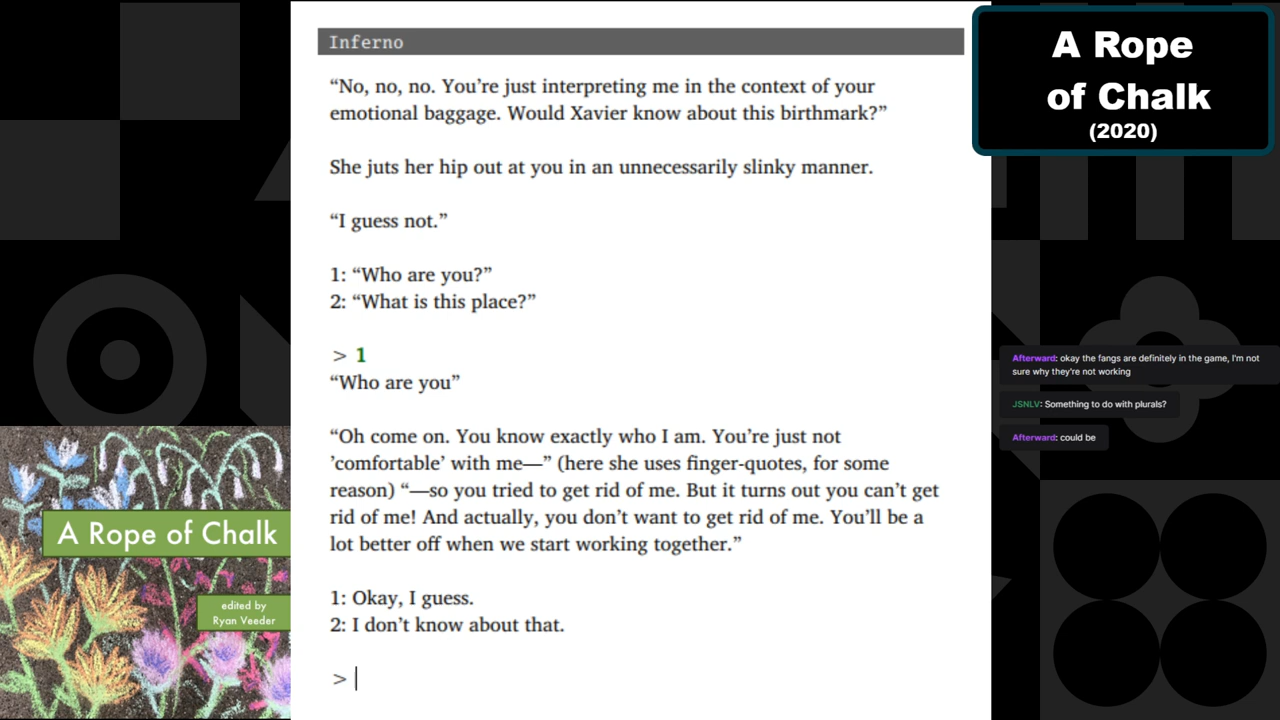 Inferno
“No, no, no. You’re just interpreting me in the context of your
emotional baggage. Would Xavier know about this birthmark?”
She juts her hip out at you in an unnecessarily slinky manner.
“I guess not.”
1: “Who are you?”
2: “What is this place?”
> 1
“Who are you”
“Oh come on. You know exactly who I am. You’re just not
’comfortable’ with me—” (here she uses finger-quotes, for some
reason) “—so you tried to get rid of me. But it turns out you can’t get
rid of me! And actually, you don’t want to get rid of me. You’ll be a
lot better off when we start working together.”
1: Okay, I guess.
2: I don’t know about that.
>
A Rope
of Chalk
(2020)
Afterward: okay the fangs are definitely in the game, I'm not
sure why they're not working
JSNLV: Something to do with plurals?
Afterward: could be
A Rope of Chalk
edited by
Ryan Veeder